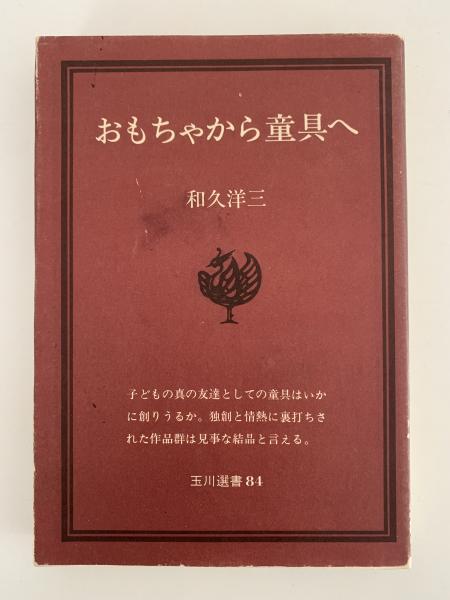 おもちゃから童具へ
和久洋三
子どもの真の友達としての童具はいか
に創りうるか。独創と情熱に裏打ちさ
れた作品群は見事な結晶と言える。
玉川選書84